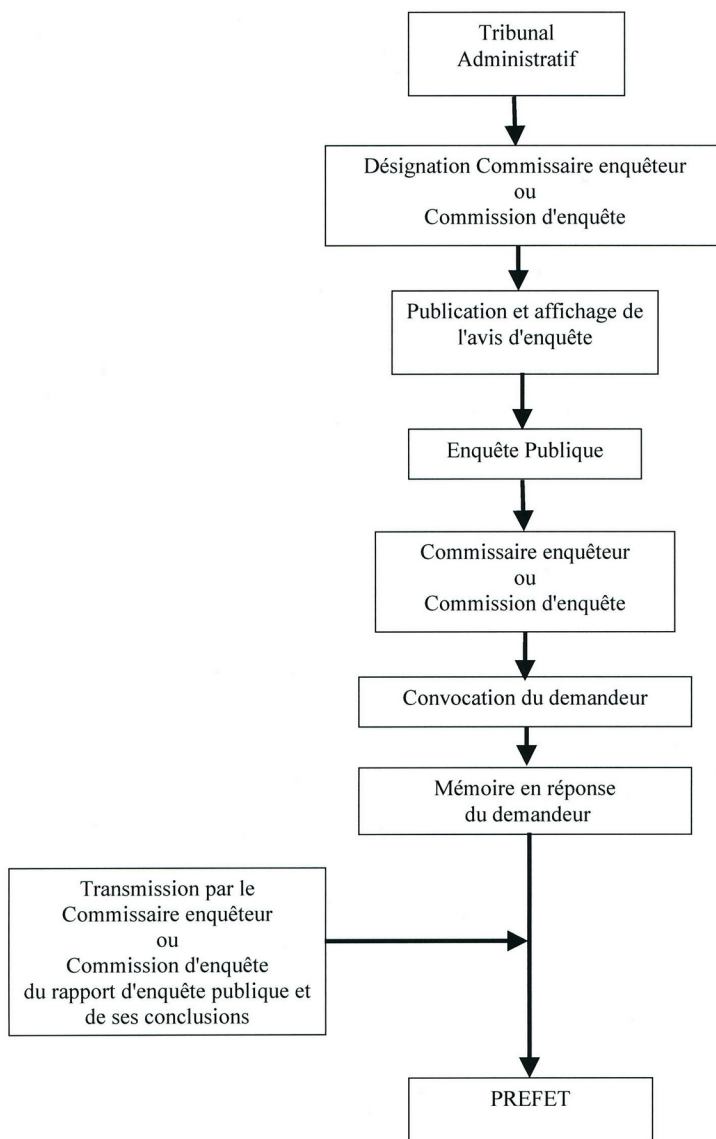 Tribunal
Administratif
Désignation Commissaire enquêteur
ou
Commission d'enquête
Publication et affichage de
l'avis d'enquête
Enquête Publique
Commissaire enquêteur
ou
Commission d'enquête
Convocation du demandeur
Mémoire en réponse
du demandeur
Transmission par le
Commissaire enquêteur
ou
Commission d'enquête
du rapport d'enquête publique et
de ses conclusions
PREFET